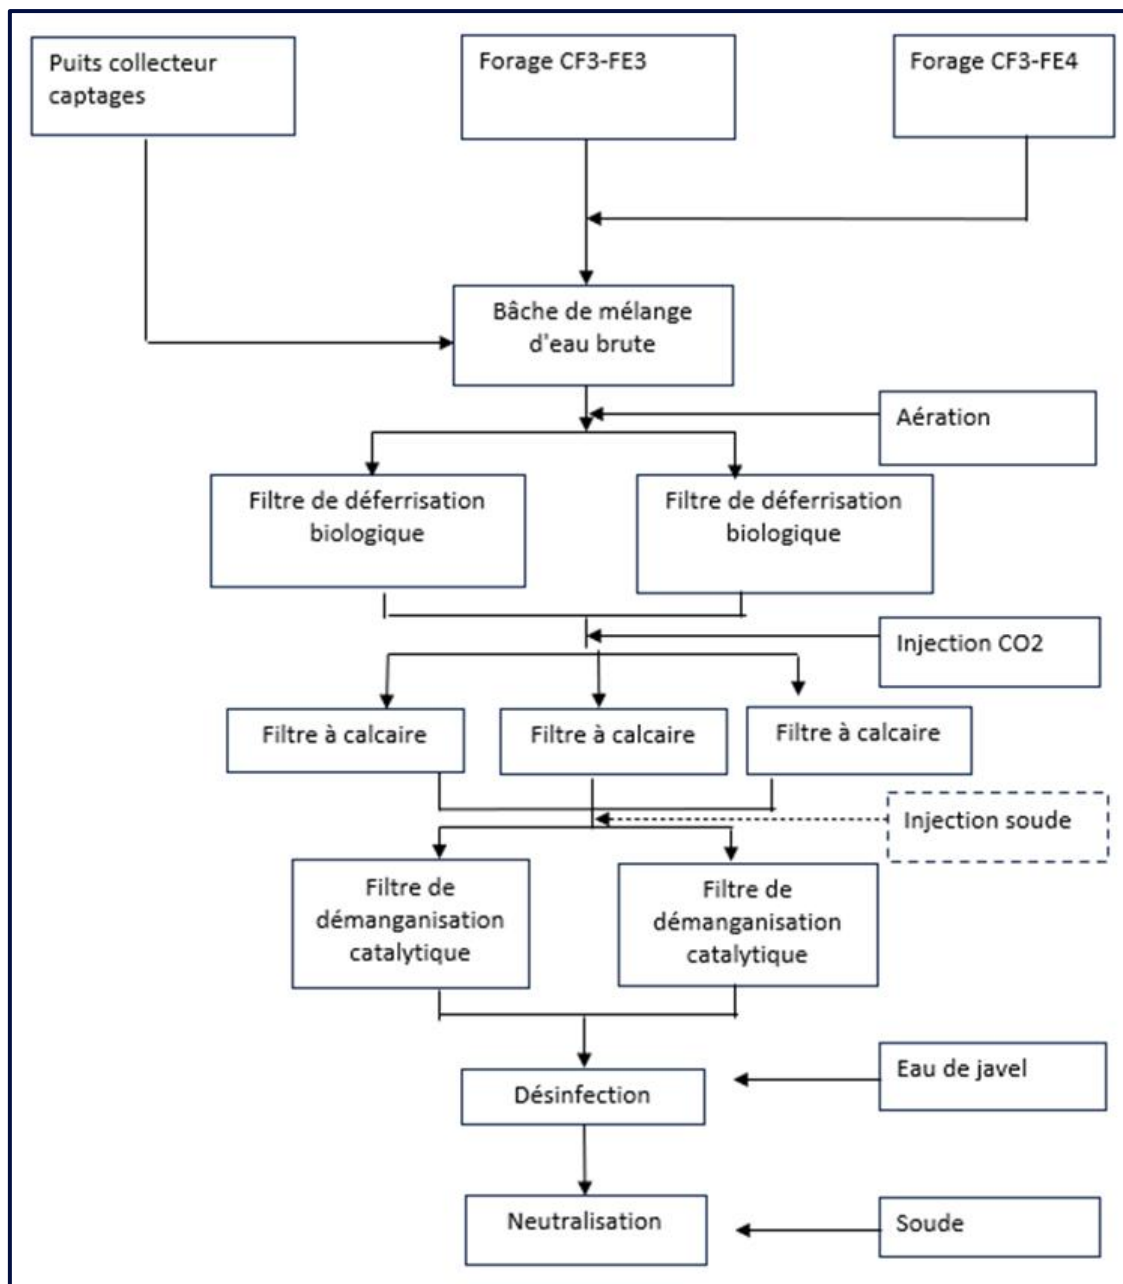 Puits collecteur
captages
Forage CF3-FE3
Forage CF3-FE4
Bâche de mélange
d'eau brute
Aération
Filtre de déferrisation
biologique
Filtre de déferrisation
biologique
Injection CO2
Filtre à calcaire
Filtre à calcaire
Filtre à calcaire
Injection soude
Filtre de
démanganisation
catalytique
Filtre de
démanganisation
catalytique
Eau de javel
Désinfection
Neutralisation
Soude